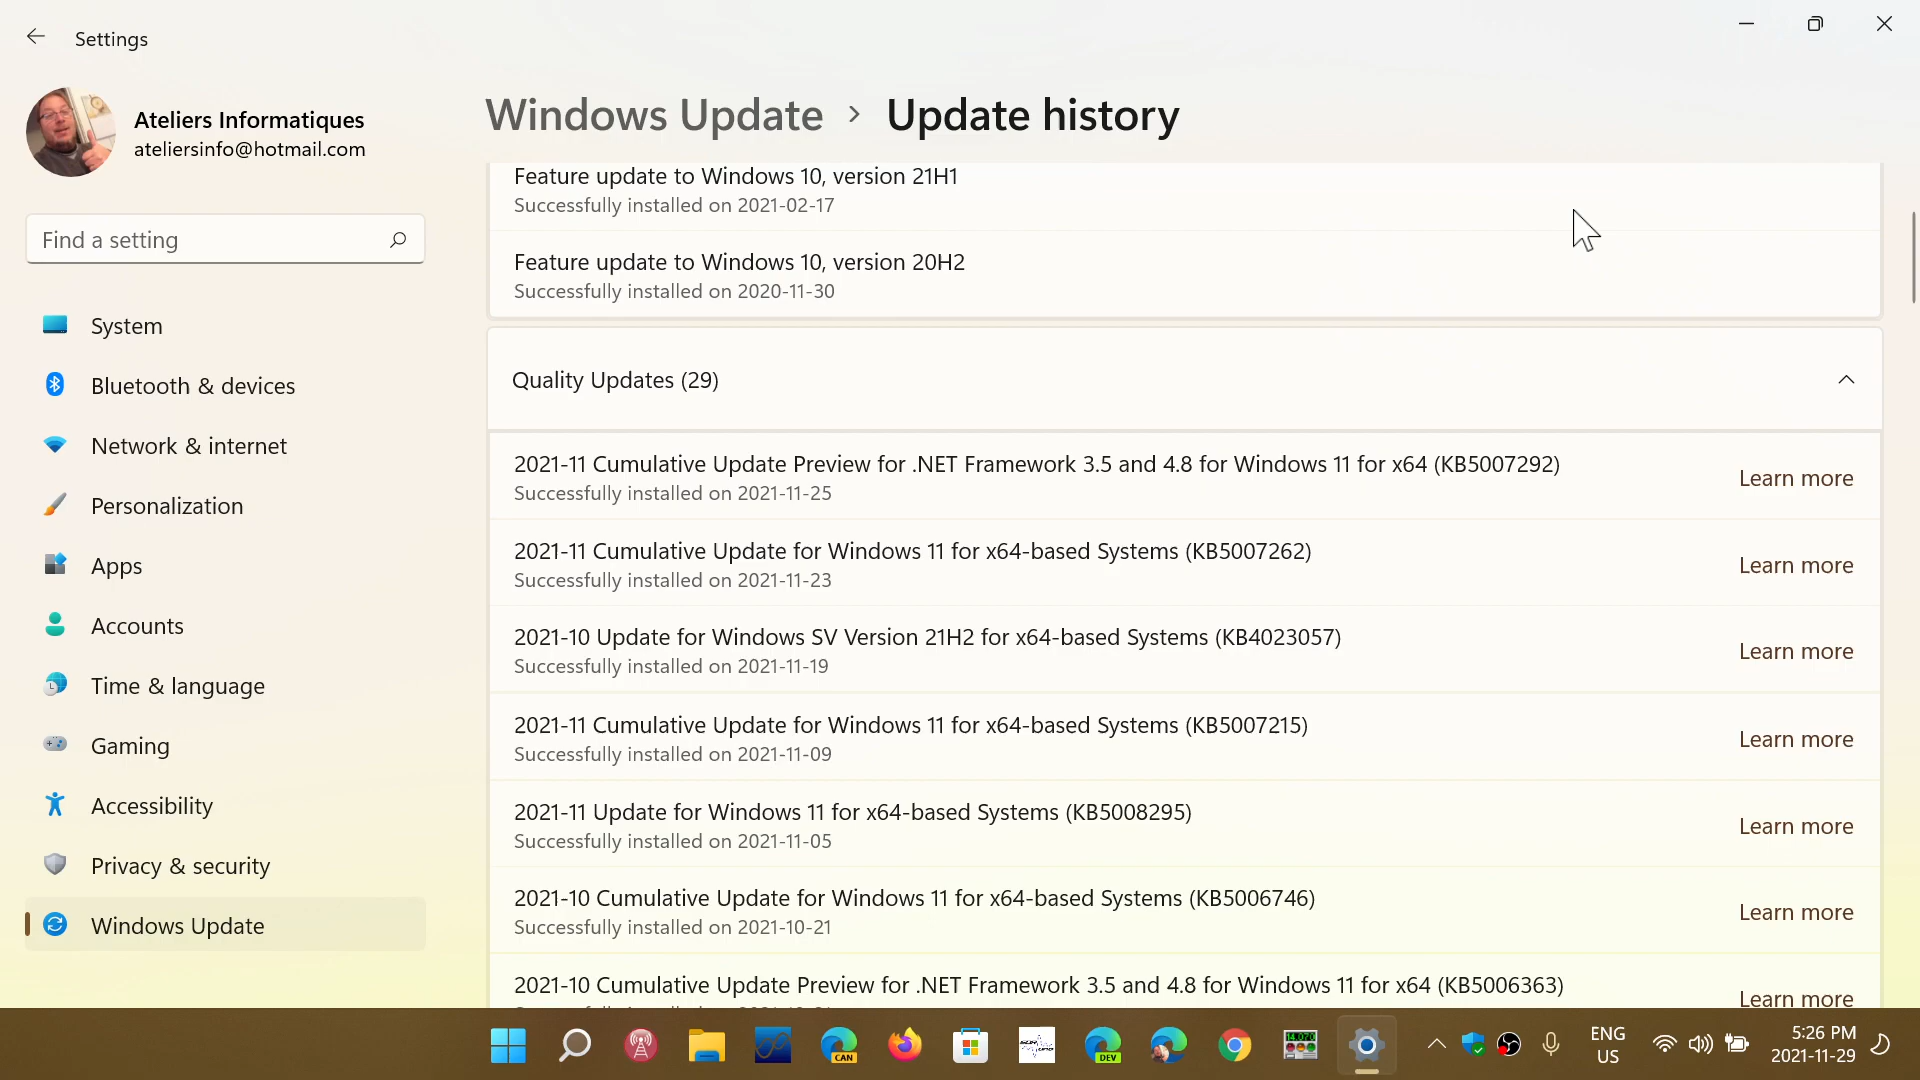 Settings
Ateliers Informatiques
ateliersinfo@hotmail.com
Find a setting
System
Bluetooth & devices
Network & internet
Personalization
Apps
Accounts
Time & language
Gaming
Accessibility
Privacy & security
Windows Update
Windows Update › Update history
Feature update to Windows 10, version 21H1
Successfully installed on 2021-02-17
Feature update to Windows 10, version 20H2
Successfully installed on 2020-11-30
Quality Updates (29)
2021-11 Cumulative Update Preview for .NET Framework 3.5 and 4.8 for Windows 11 for x64 (KB5007292)
Successfully installed on 2021-11-25
Learn more
2021-11 Cumulative Update for Windows 11 for x64-based Systems (KB5007262)
Successfully installed on 2021-11-23
Learn more
2021-10 Update for Windows SV Version 21H2 for x64-based Systems (KB4023057)
Successfully installed on 2021-11-19
Learn more
2021-11 Cumulative Update for Windows 11 for x64-based Systems (KB5007215)
Successfully installed on 2021-11-09
Learn more
2021-11 Update for Windows 11 for x64-based Systems (KB5008295)
Successfully installed on 2021-11-05
Learn more
2021-10 Cumulative Update for Windows 11 for x64-based Systems (KB5006746)
Successfully installed on 2021-10-21
Learn more
2021-10 Cumulative Update Preview for .NET Framework 3.5 and 4.8 for Windows 11 for x64 (KB5006363)
Learn more
CAN
DEV
ENG
US
5:26 PM
2021-11-29